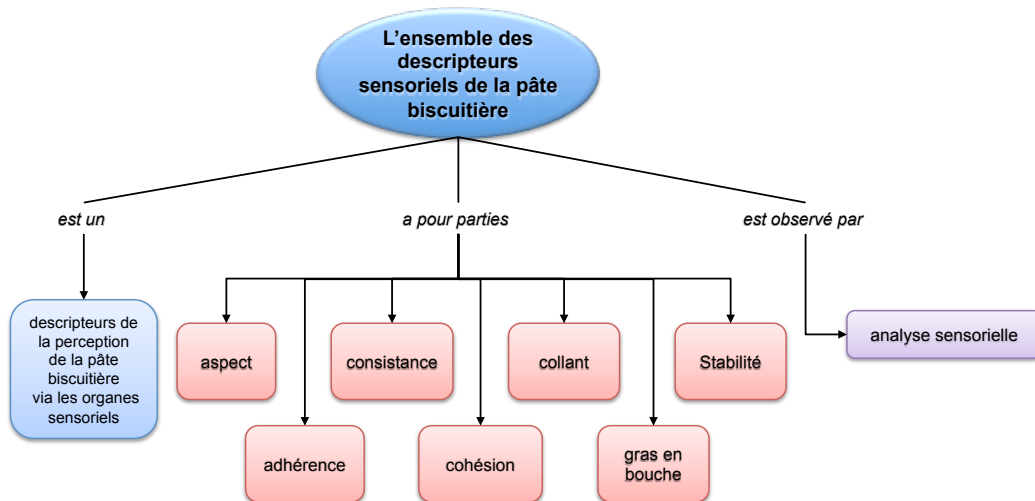 L'ensemble des
descripteurs
sensoriels de la pâte
biscuitière
est un
a pour parties
est observé par
descripteurs de
la perception
de la pâte
biscuitière
via les organes
sensoriels
aspect
consistance
collant
Stabilité
analyse sensorielle
adhérence
cohésion
gras en
bouche